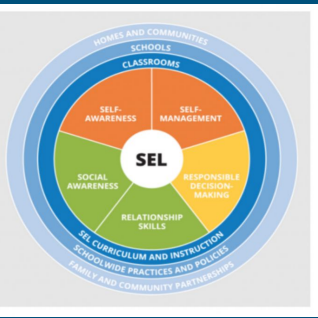 HOMES AND COMMUNITIES
SCHOOLS
CLASSROOMS
SELF-
AWARENESS
SELF-
MANAGEMENT
SEL
SOCIAL
AWARENESS
RESPONSIBLE
DECISION-
MAKING
RELATIONSHIP
SKILLS
SEL CURRICULUM AND INSTRUCTION
SCHOOLWIDE PRACTICES AND POLICIES
FAMILY AND COMMUNITY PARTNERSHIPS